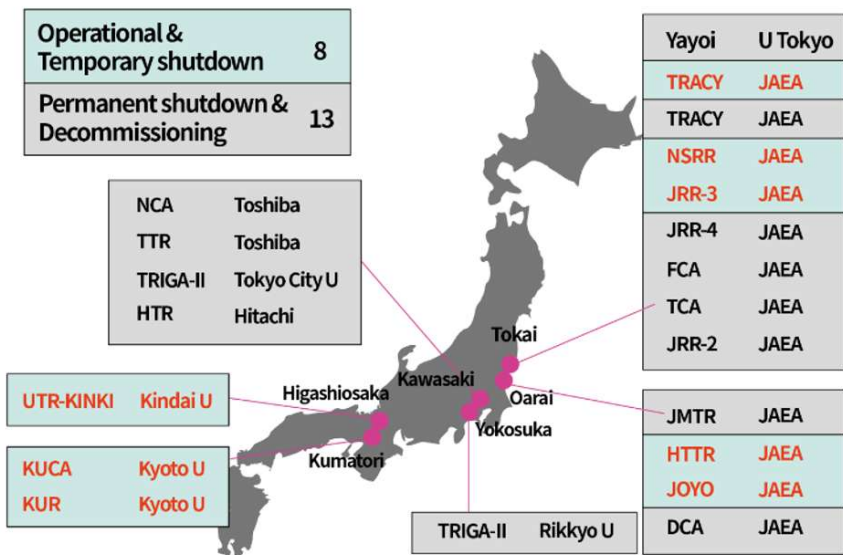 Operational &
Temporary shutdown 8
Permanent shutdown &
Decommissioning 13
Yayoi U Tokyo
TRACY JAEA
TRACY JAEA
NSRR JAEA
JRR-3 JAEA
JRR-4 JAEA
FCA JAEA
TCA JAEA
JRR-2 JAEA
NCA Toshiba
TTR Toshiba
TRIGA-II Tokyo City U
HTR Hitachi
Tokai
Kawasaki
Oarai
Yokosuka
Higashiosaka
Kumatori
UTR-KINKI Kindai U
KUCA Kyoto U
KUR Kyoto U
JMTR JAEA
HTTR JAEA
JOYO JAEA
DCA JAEA
TRIGA-II Rikkyo U